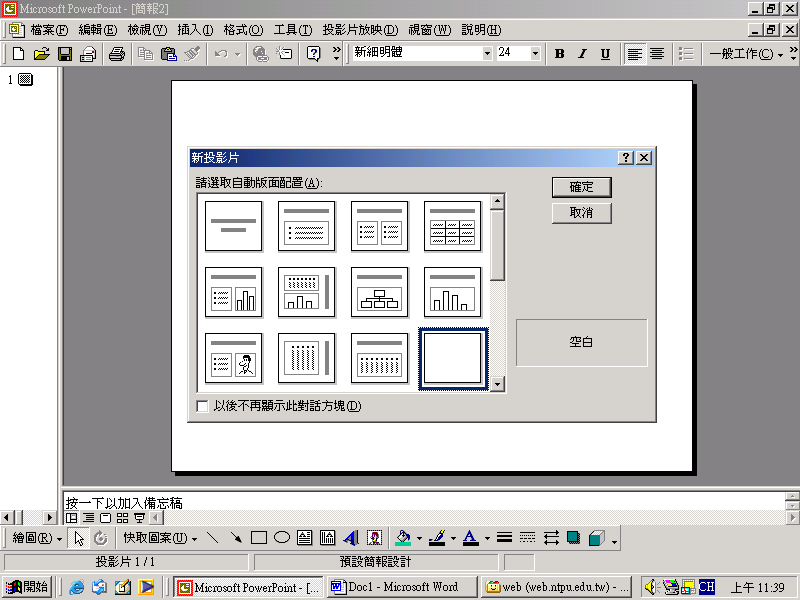 Microsoft PowerPoint - [簡報2]
檔案(F) 編輯(E) 檢視(V) 插入(I) 格式(O) 工具(T) 投影片放映(D) 視窗(W) 說明(H)
新細明體 24 B I U 一般工作(C)
1
新投影片
請選取自動版面配置(A):
確定
取消
空白
以後不再顯示此對話方塊(D)
按一下以加入備忘稿
繪圖(R) 快取圖案(U)
投影片 1 / 1 預設簡報設計
開始 Microsoft PowerPoint - [... Doc1 - Microsoft Word web (web.ntpu.edu.tw) - ... CH 上午 11:39